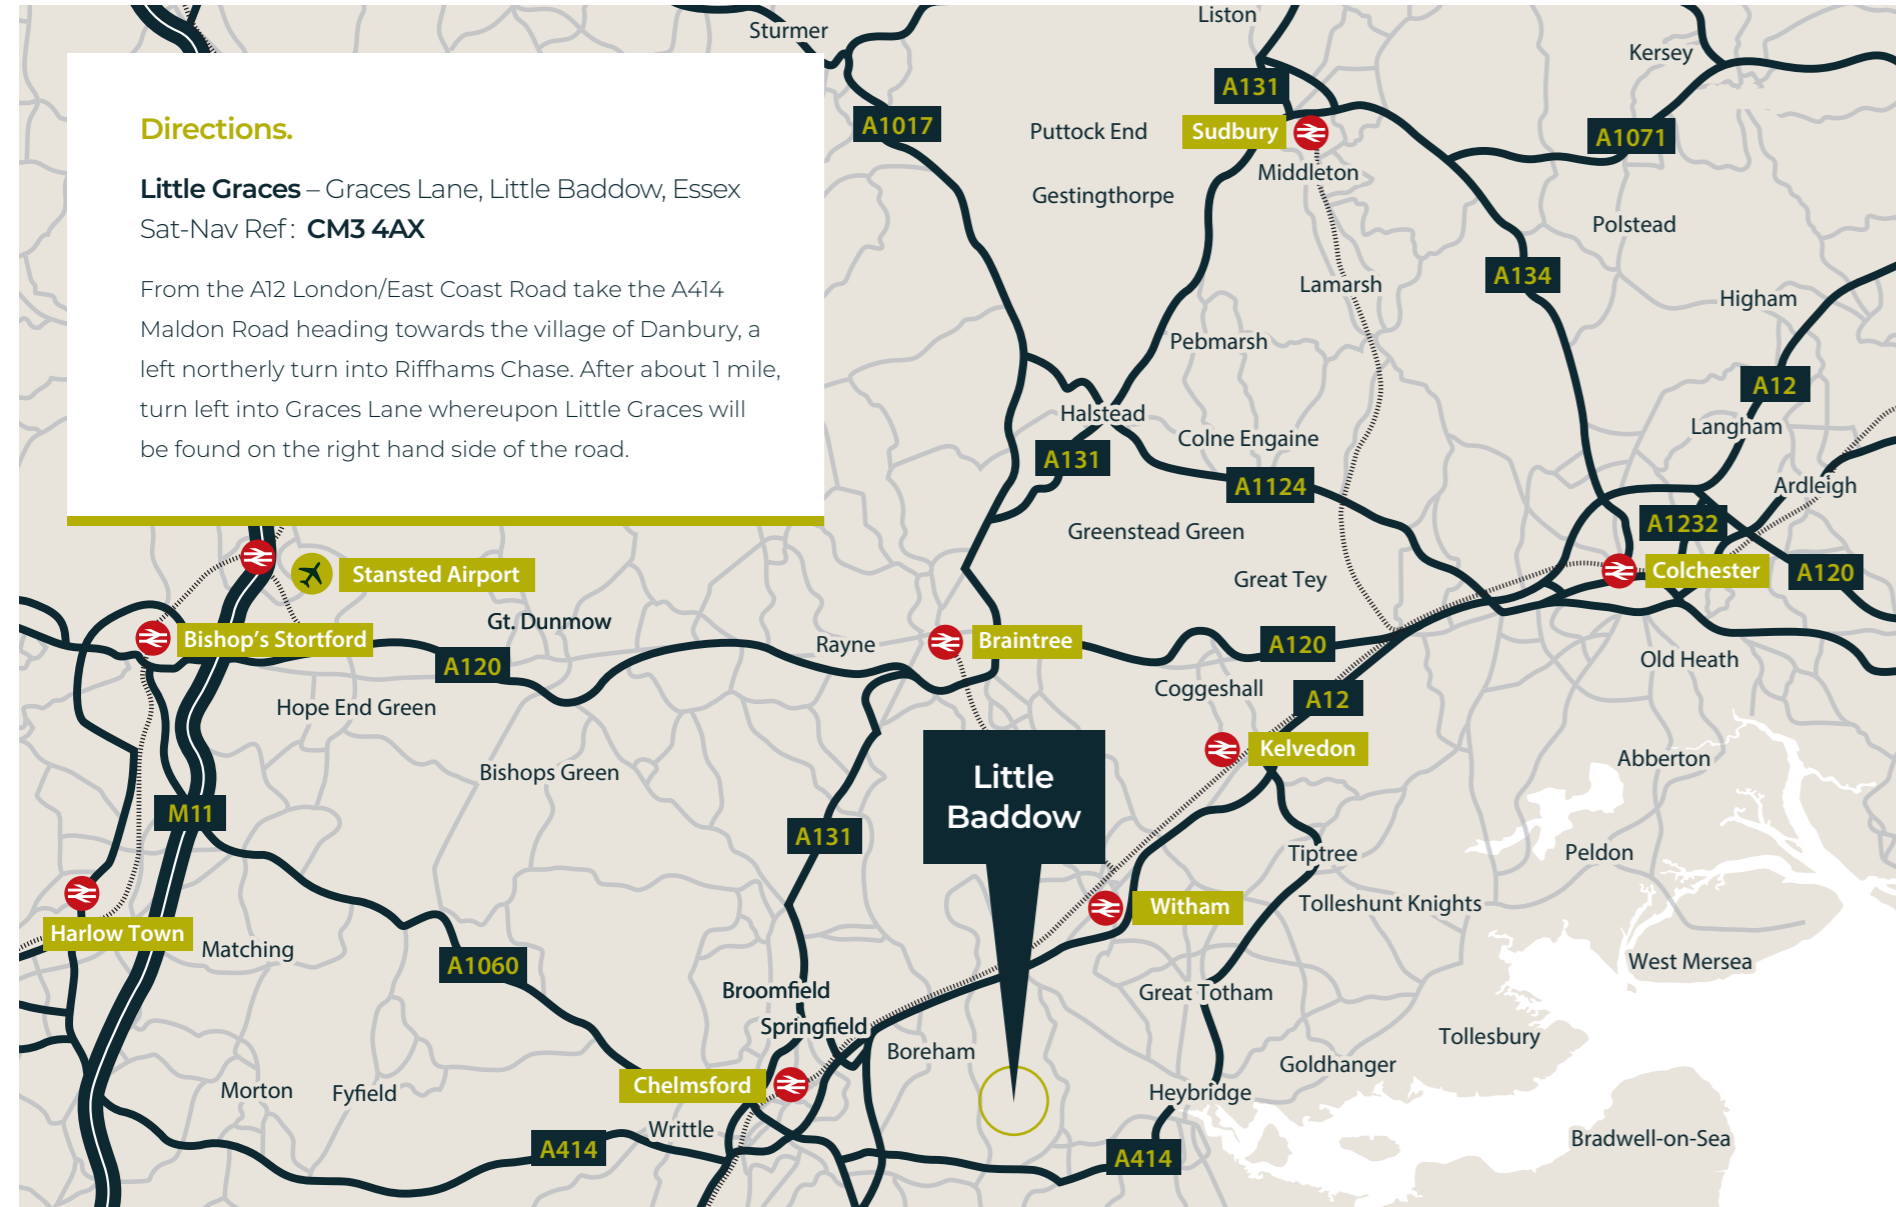 Directions.
Little Graces – Graces Lane, Little Baddow, Essex
Sat-Nav Ref: CM3 4AX
From the A12 London/East Coast Road take the A414
Maldon Road heading towards the village of Danbury, a
left northerly turn into Riffhams Chase. After about 1 mile,
turn left into Graces Lane whereupon Little Graces will
be found on the right hand side of the road.
Sturmer
Liston
Kersey
A131
A1017
Puttock End
Sudbury
A1071
Middleton
Gestingthorpe
Polstead
A134
Lamarsh
Higham
Pebmarsh
A12
Halstead
Langham
Colne Engaine
A131
A1124
Ardleigh
Greenstead Green
A1232
Stansted Airport
Great Tey
Colchester
A120
Gt. Dunmow
Bishop's Stortford
Rayne
Braintree
A120
A120
Old Heath
Coggeshall
A12
Hope End Green
Kelvedon
Abberton
Bishops Green
Little
Baddow
M11
A131
Tiptree
Peldon
Witham
Tolleshunt Knights
Harlow Town
Matching
A1060
West Mersea
Broomfield
Great Totham
Springfield
Tollesbury
Boreham
Goldhanger
Chelmsford
Morton
Fyfield
Heybridge
Writtle
Bradwell-on-Sea
A414
A414